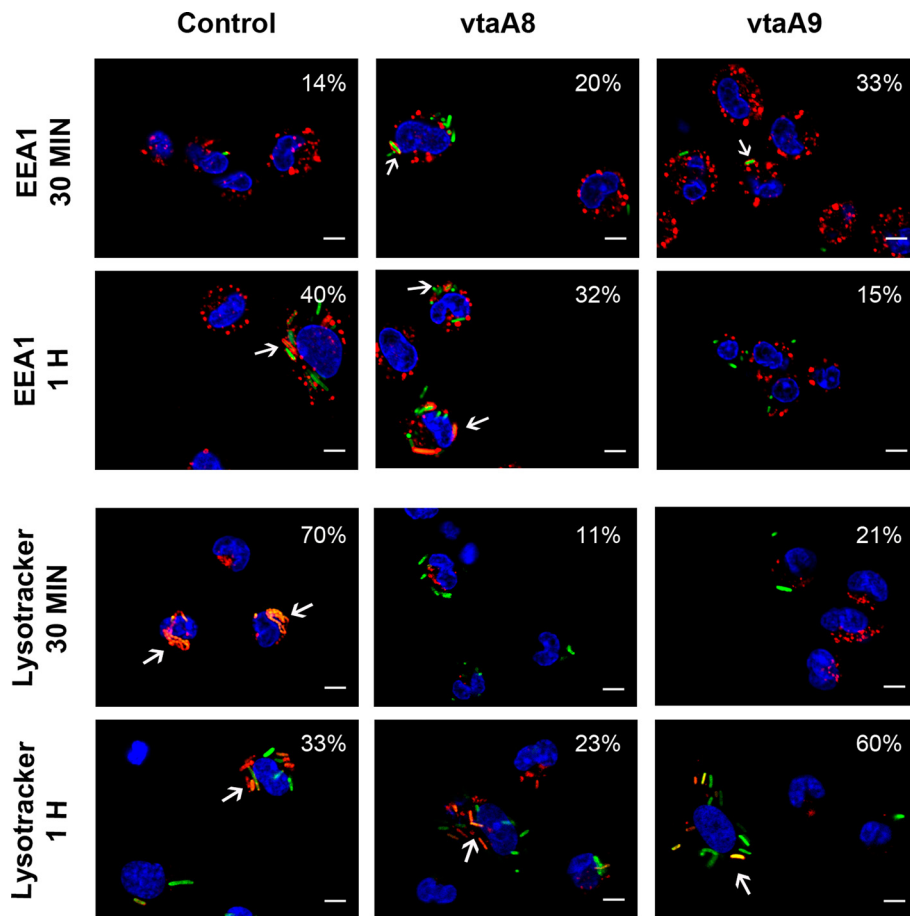 Control vtaA8 vtaA9
EEA1
30 MIN
14% 20% 33%
EEA1
1 H
40% 32% 15%
Lysotracker
30 MIN
70% 11% 21%
Lysotracker
1 H
33% 23% 60%